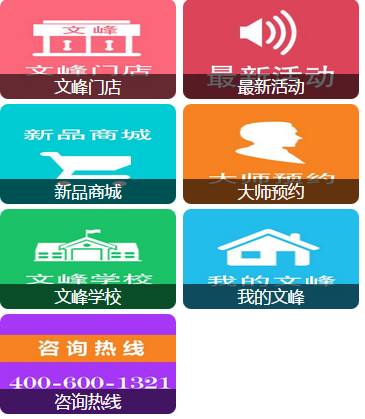 文峰
文峰门店
文峰门店
最新活动
最新活动
新品商城
新品商城
大师预约
大师预约
文峰学校
文峰学校
我的文峰
我的文峰
咨询热线
400-600-1321
咨询热线